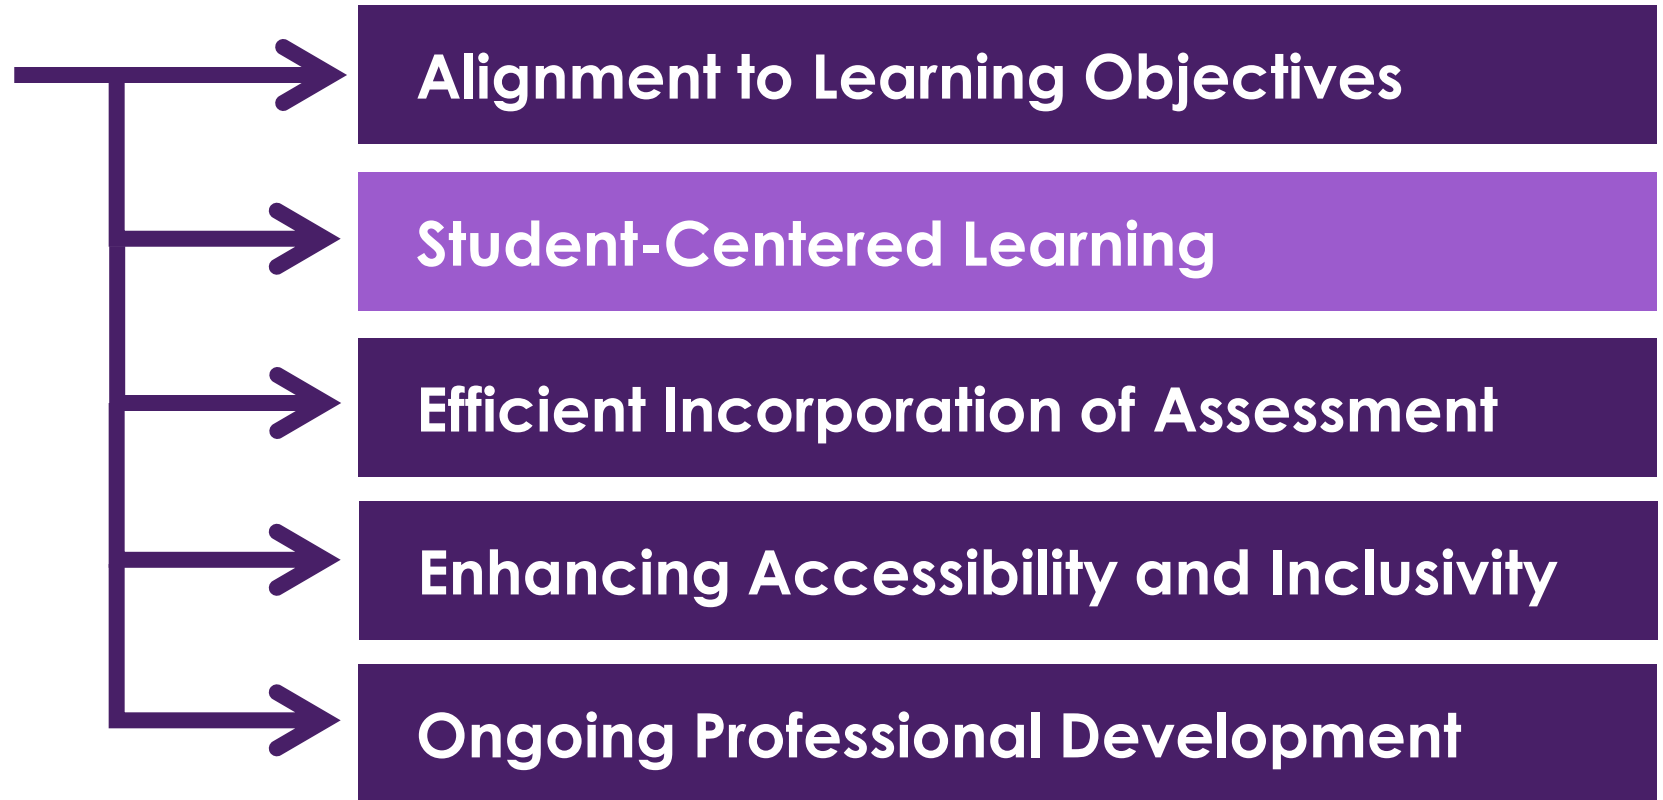 Alignment to Learning Objectives
Student-Centered Learning
Efficient Incorporation of Assessment
Enhancing Accessibility and Inclusivity
Ongoing Professional Development